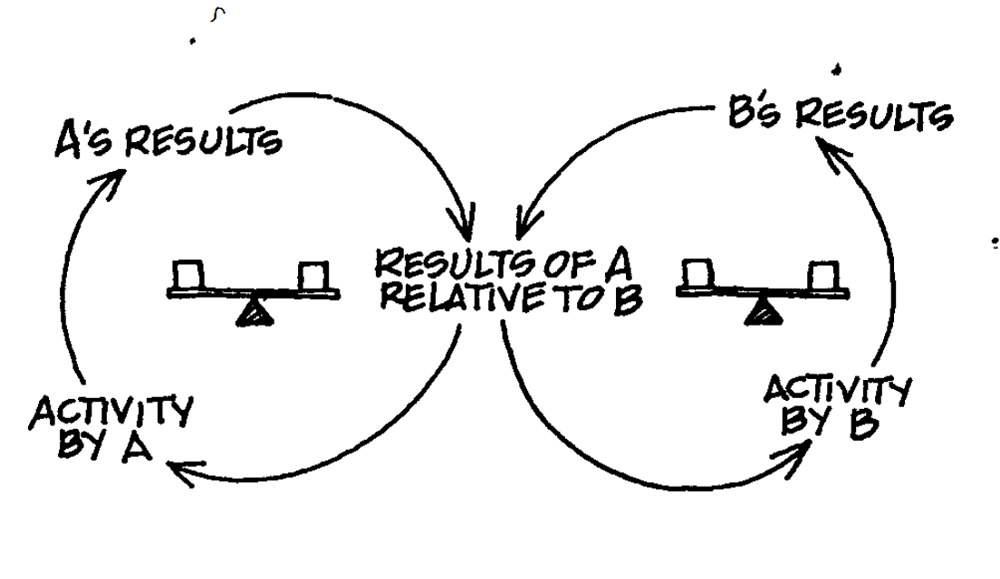 B'S RESULTS
A'S RESULTS
RESULTS OF A
RELATIVE TO B
ACTIVITY
BY A
ACTIVITY
BY B